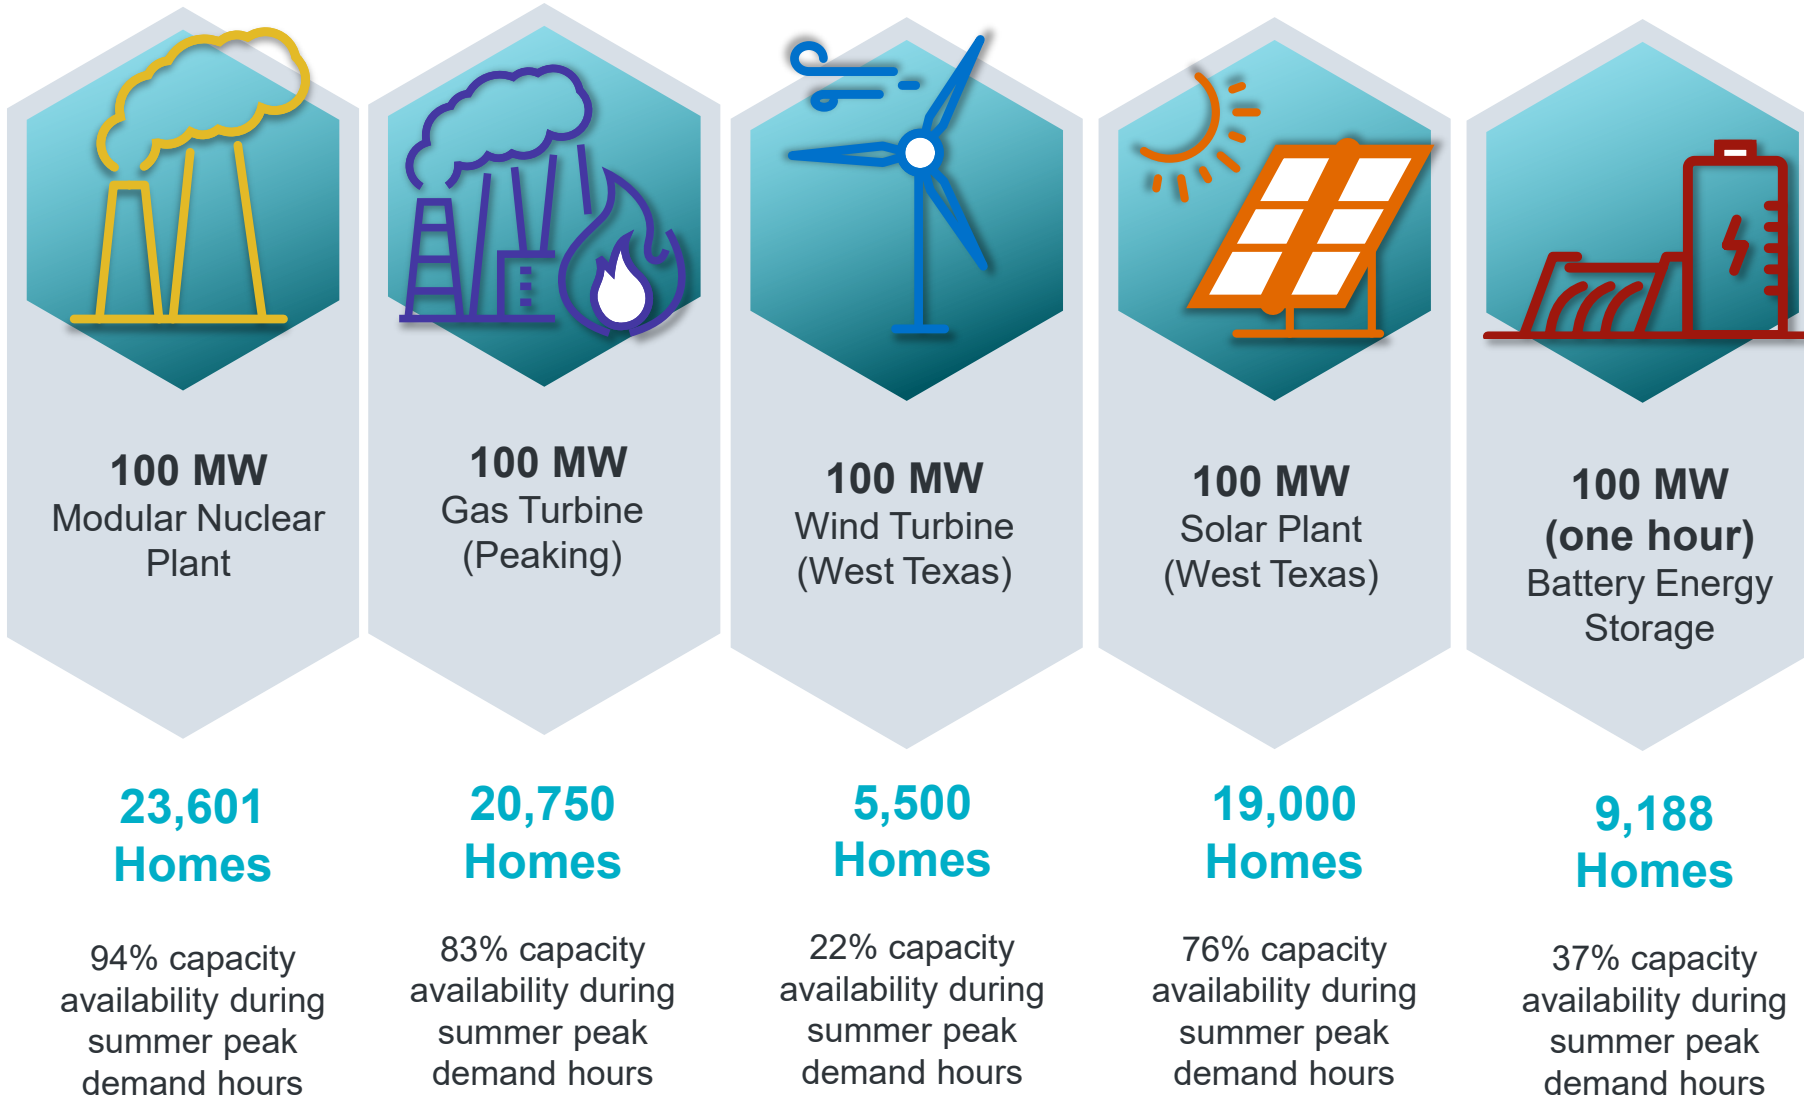 100 MW
Modular Nuclear
Plant
23,601
Homes
94% capacity
availability during
summer peak
demand hours
100 MW
Gas Turbine
(Peaking)
20,750
Homes
83% capacity
availability during
summer peak
demand hours
100 MW
Wind Turbine
(West Texas)
5,500
Homes
22% capacity
availability during
summer peak
demand hours
100 MW
Solar Plant
(West Texas)
19,000
Homes
76% capacity
availability during
summer peak
demand hours
100 MW
(one hour)
Battery Energy
Storage
9,188
Homes
37% capacity
availability during
summer peak
demand hours